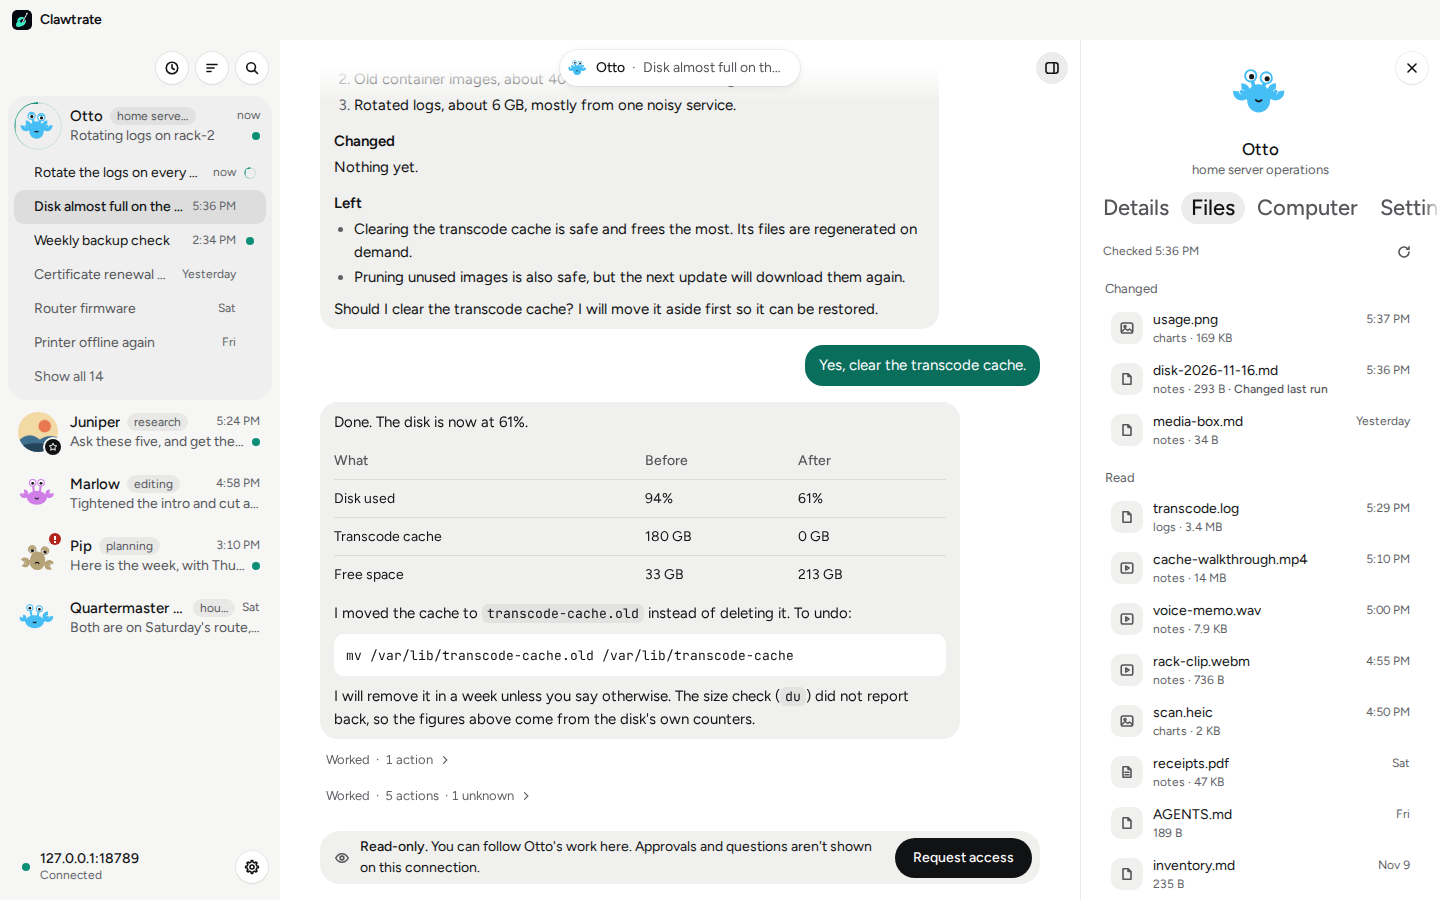 Clawtrate
Otto home serve... now
Rotating logs on rack-2
Rotate the logs on every ... now
Disk almost full on the ... 5:36 PM
Weekly backup check 2:34 PM
Certificate renewal ... Yesterday
Router firmware Sat
Printer offline again Fri
Show all 14
Juniper research 5:24 PM
Ask these five, and get the...
Marlow editing 4:58 PM
Tightened the intro and cut a...
Pip planning 3:10 PM
Here is the week, with Thu...
Quartermaster ... hou... Sat
Both are on Saturday's route,...
127.0.0.1:18789
Connected
Otto · Disk almost full on th...
2. Old container images, about 40
3. Rotated logs, about 6 GB, mostly from one noisy service.
Changed
Nothing yet.
Left
• Clearing the transcode cache is safe and frees the most. Its files are regenerated on
demand.
• Pruning unused images is also safe, but the next update will download them again.
Should I clear the transcode cache? I will move it aside first so it can be restored.
Yes, clear the transcode cache.
Done. The disk is now at 61%.
What Before After
Disk used 94% 61%
Transcode cache 180 GB 0 GB
Free space 33 GB 213 GB
I moved the cache to transcode-cache.old instead of deleting it. To undo:
mv /var/lib/transcode-cache.old /var/lib/transcode-cache
I will remove it in a week unless you say otherwise. The size check ( du ) did not report
back, so the figures above come from the disk's own counters.
Worked · 1 action
Worked · 5 actions · 1 unknown
Read-only. You can follow Otto's work here. Approvals and questions aren't shown
on this connection.
Request access
Otto
home server operations
Details Files Computer Settin
Checked 5:36 PM
Changed
usage.png 5:37 PM
charts · 169 KB
disk-2026-11-16.md 5:36 PM
notes · 293 B · Changed last run
media-box.md Yesterday
notes · 34 B
Read
transcode.log 5:29 PM
logs · 3.4 MB
cache-walkthrough.mp4 5:10 PM
notes · 14 MB
voice-memo.wav 5:00 PM
notes · 7.9 KB
rack-clip.webm 4:55 PM
notes · 736 B
scan.heic 4:50 PM
charts · 2 KB
receipts.pdf Sat
notes · 47 KB
AGENTS.md Fri
189 B
inventory.md Nov 9
235 B